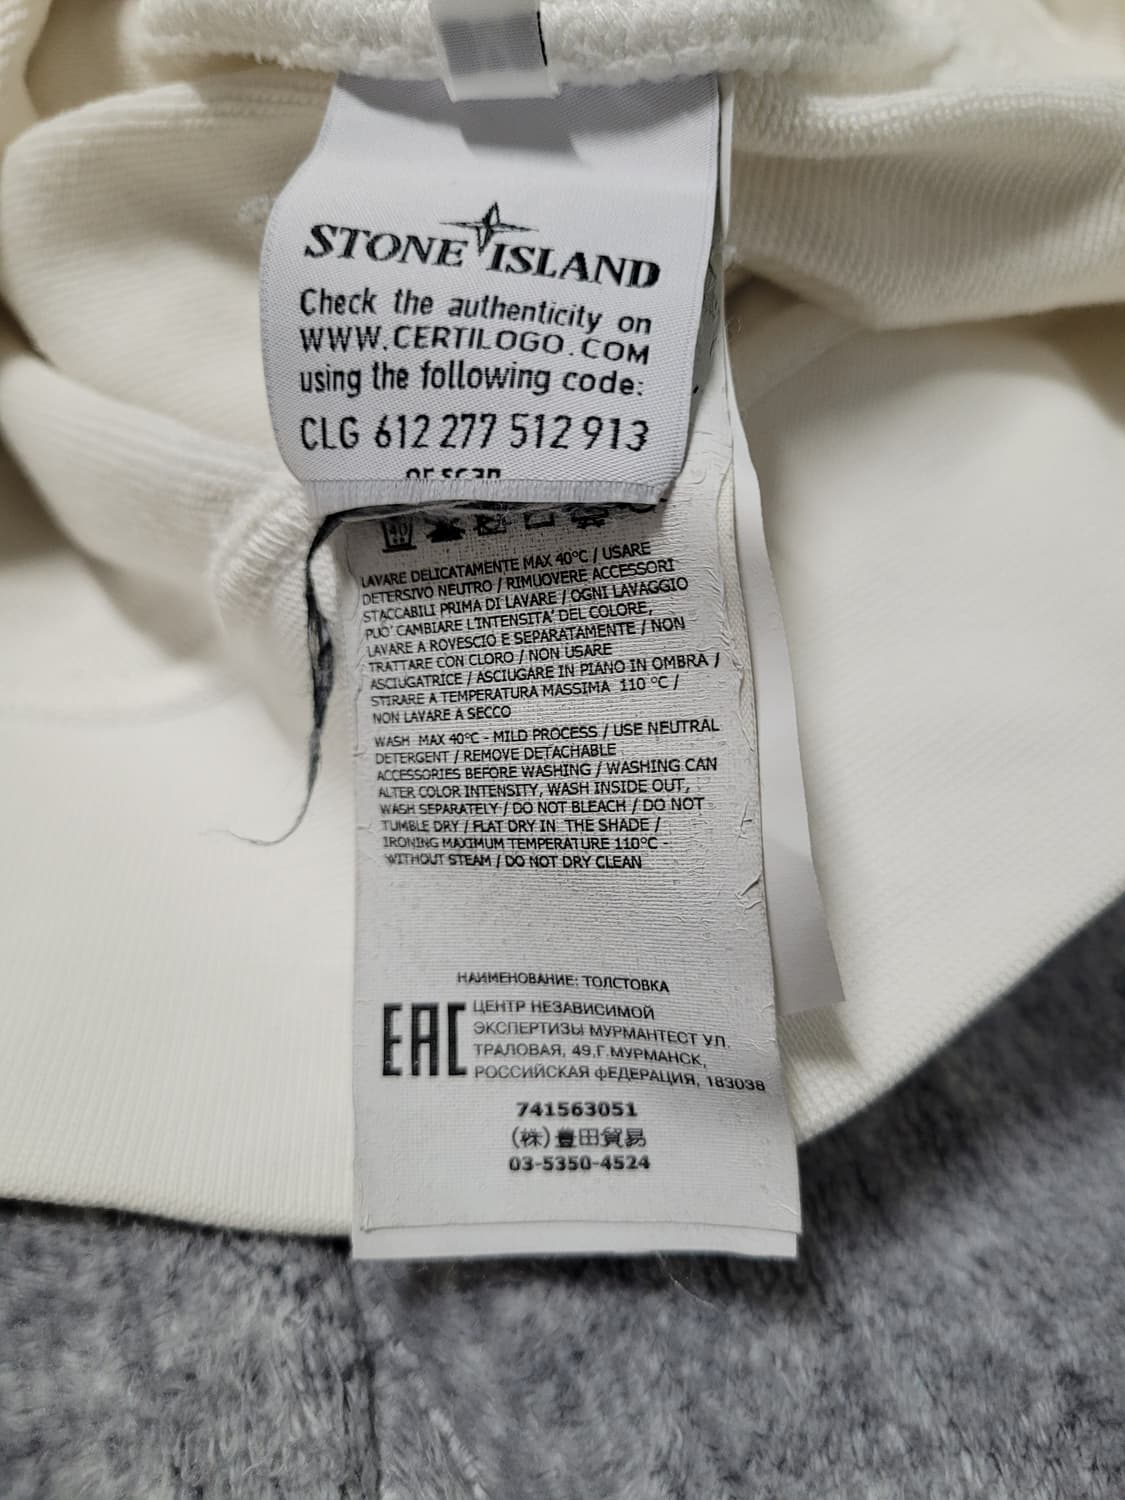 STONE ISLAND
Check the authenticity on
WWW.CERTILOGO.COM
using the following code:
CLG 612 277 512 913
or scan
40
LAVARE DELICATAMENTE MAX 40°C / USARE
DETERSIVO NEUTRO / RIMUOVERE ACCESSORI
STACCABILI PRIMA DI LAVARE / OGNI LAVAGGIO
PUO' CAMBIARE L'INTENSITA' DEL COLORE,
LAVARE A ROVESCIO E SEPARATAMENTE / NON
TRATTARE CON CLORO / NON USARE
ASCIUGATRICE / ASCIUGARE IN PIANO IN OMBRA /
STIRARE A TEMPERATURA MASSIMA 110 °C /
NON LAVARE A SECCO
WASH MAX 40°C - MILD PROCESS / USE NEUTRAL
DETERGENT / REMOVE DETACHABLE
ACCESSORIES BEFORE WASHING / WASHING CAN
ALTER COLOR INTENSITY, WASH INSIDE OUT,
WASH SEPARATELY / DO NOT BLEACH / DO NOT
TUMBLE DRY / FLAT DRY IN THE SHADE /
IRONING MAXIMUM TEMPERATURE 110°C -
WITHOUT STEAM / DO NOT DRY CLEAN
НАИМЕНОВАНИЕ: ТОЛСТОВКА
EAC
ЦЕНТР НЕЗАВИСИМОЙ
ЭКСПЕРТИЗЫ МУРМАНТЕСТ УЛ.
ТРАЛОВАЯ, 49.Г.МУРМАНСК,
РОССИЙСКАЯ ФЕДЕРАЦИЯ, 183038
741563051
(株)豊田貿易
03-5350-4524